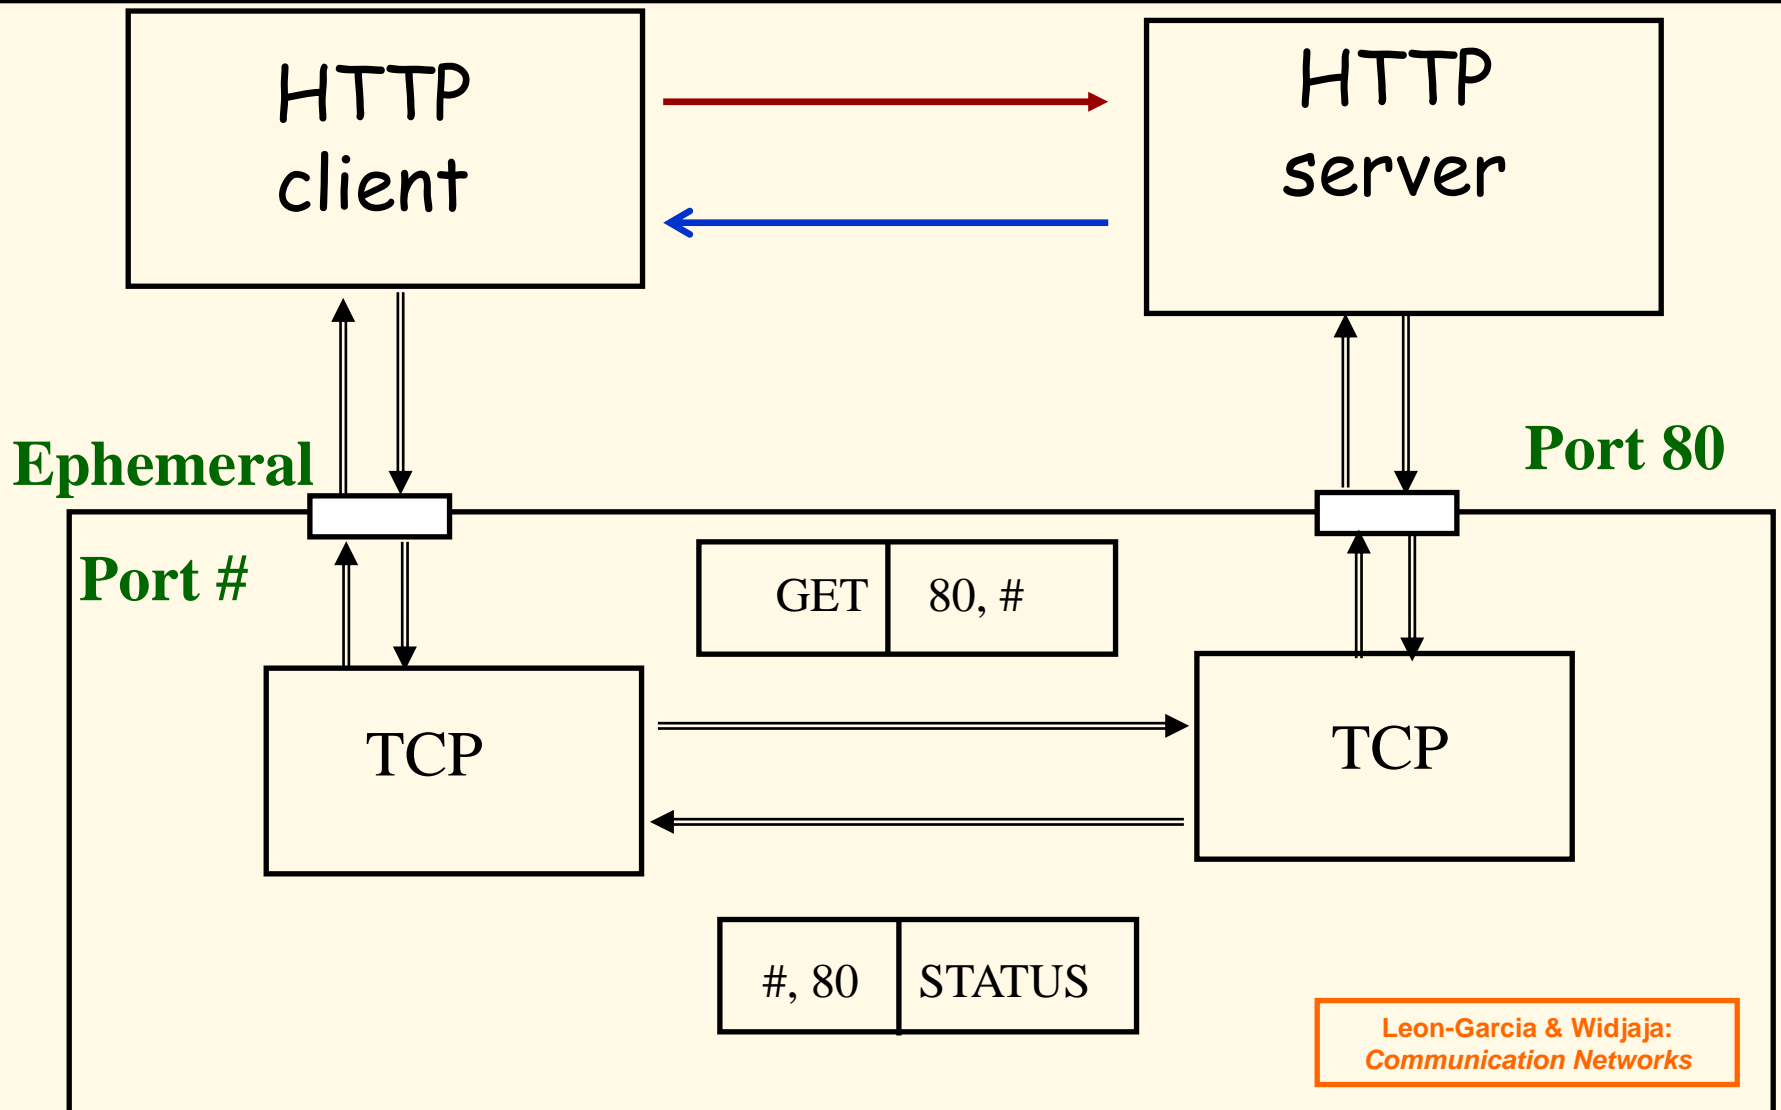 HTTP
client
HTTP
server
Ephemeral
Port #
Port 80
GET
80, #
TCP
TCP
#, 80
STATUS
Leon-Garcia & Widjaja:
Communication Networks